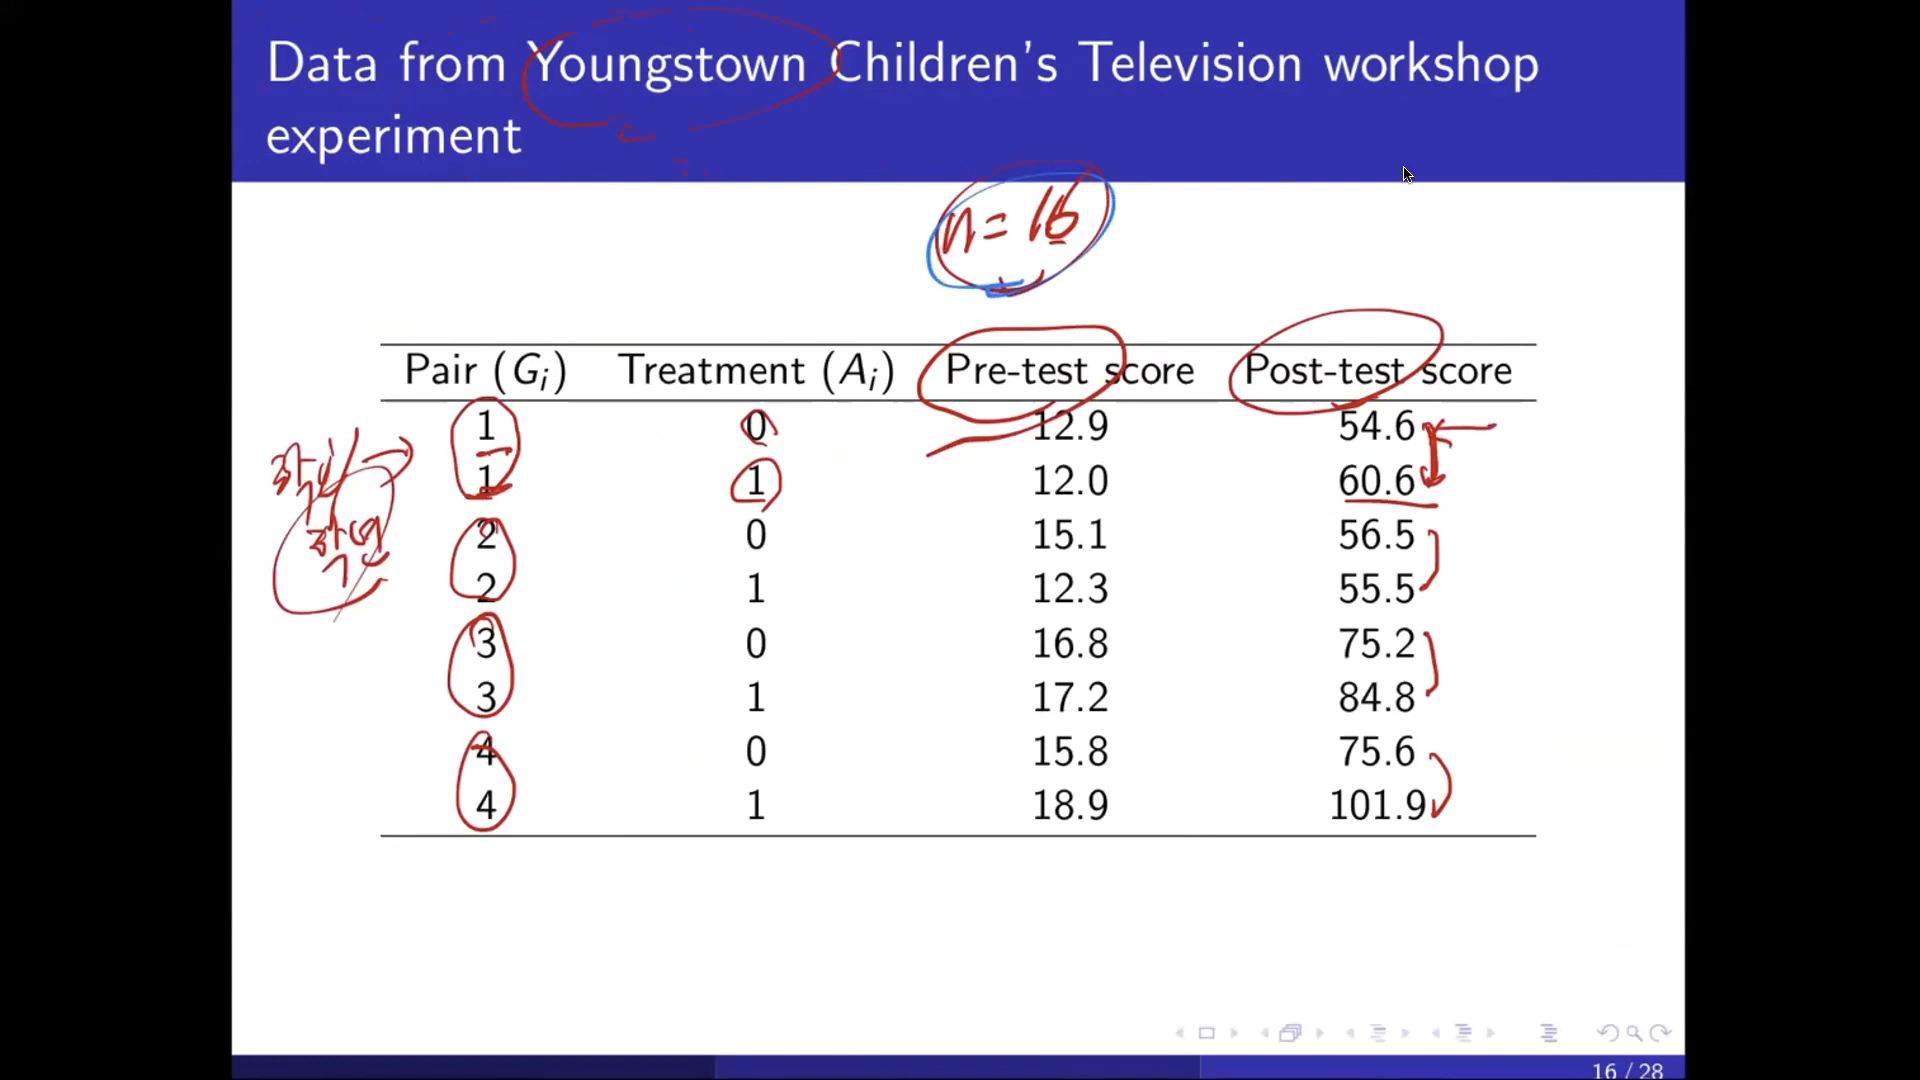 Data from Youngstown Children's Television workshop
experiment
n = 16
Pair (Gi) Treatment (Ai) Pre-test score Post-test score
1 0 12.9 54.6
1 1 12.0 60.6
2 0 15.1 56.5
2 1 12.3 55.5
3 0 16.8 75.2
3 1 17.2 84.8
4 0 15.8 75.6
4 1 18.9 101.9
16 / 28